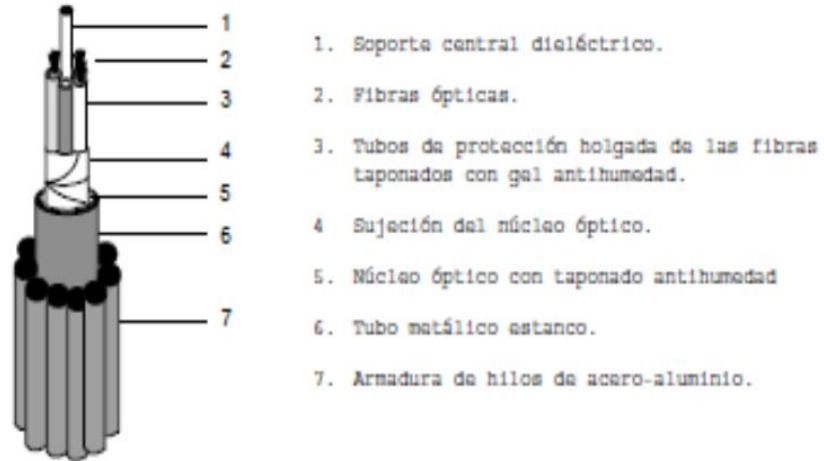 1
2
3
4
5
6
7
1. Soporte central dieléctrico.
2. Fibras ópticas.
3. Tubos de protección holgada de las fibras
taponados con gel antihumedad.
4 Sujeción del núcleo óptico.
5. Núcleo óptico con taponado antihumedad
6. Tubo metálico estanco.
7. Armadura de hilos de acero-aluminio.